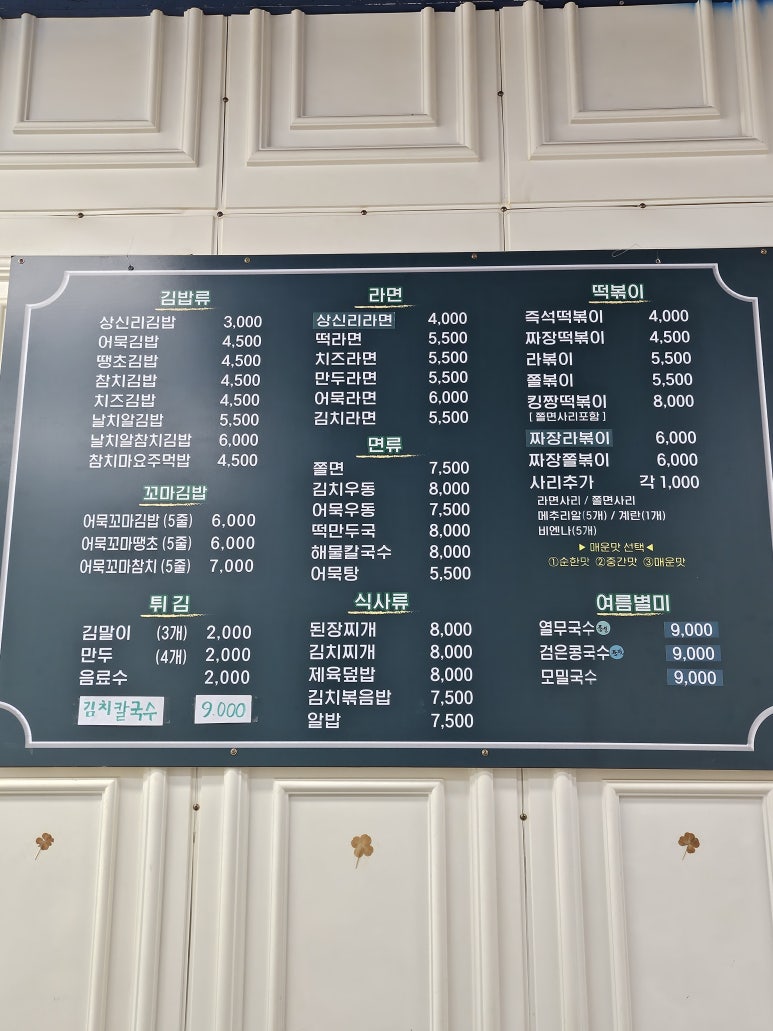 김밥류
상신리김밥 3,000
어묵김밥 4,500
땡초김밥 4,500
참치김밥 4,500
치즈김밥 4,500
날치알김밥 5,500
날치알참치김밥 6,000
참치마요주먹밥 4,500
꼬마김밥
어묵꼬마김밥 (5줄) 6,000
어묵꼬마땡초 (5줄) 6,000
어묵꼬마참치 (5줄) 7,000
튀김
김말이 (3개) 2,000
만두 (4개) 2,000
음료수 2,000
김치칼국수 9.000
라면
상신리라면 4,000
떡라면 5,500
치즈라면 5,500
만두라면 5,500
어묵라면 6,000
김치라면 5,500
면류
쫄면 7,500
김치우동 8,000
어묵우동 7,500
떡만두국 8,000
해물칼국수 8,000
어묵탕 5,500
식사류
된장찌개 8,000
김치찌개 8,000
제육덮밥 8,000
김치볶음밥 7,500
알밥 7,500
떡볶이
즉석떡볶이 4,000
짜장떡볶이 4,500
라볶이 5,500
쫄볶이 5,500
킹짱떡볶이 8,000
[쫄면사리포함]
짜장라볶이 6,000
짜장쫄볶이 6,000
사리추가 각 1,000
라면사리 / 쫄면사리
메추리알(5개) / 계란(1개)
비엔나(5개)
▶ 매운맛 선택 ◀
①순한맛 ②중간맛 ③매운맛
여름별미
열무국수 9,000
검은콩국수 9,000
모밀국수 9,000